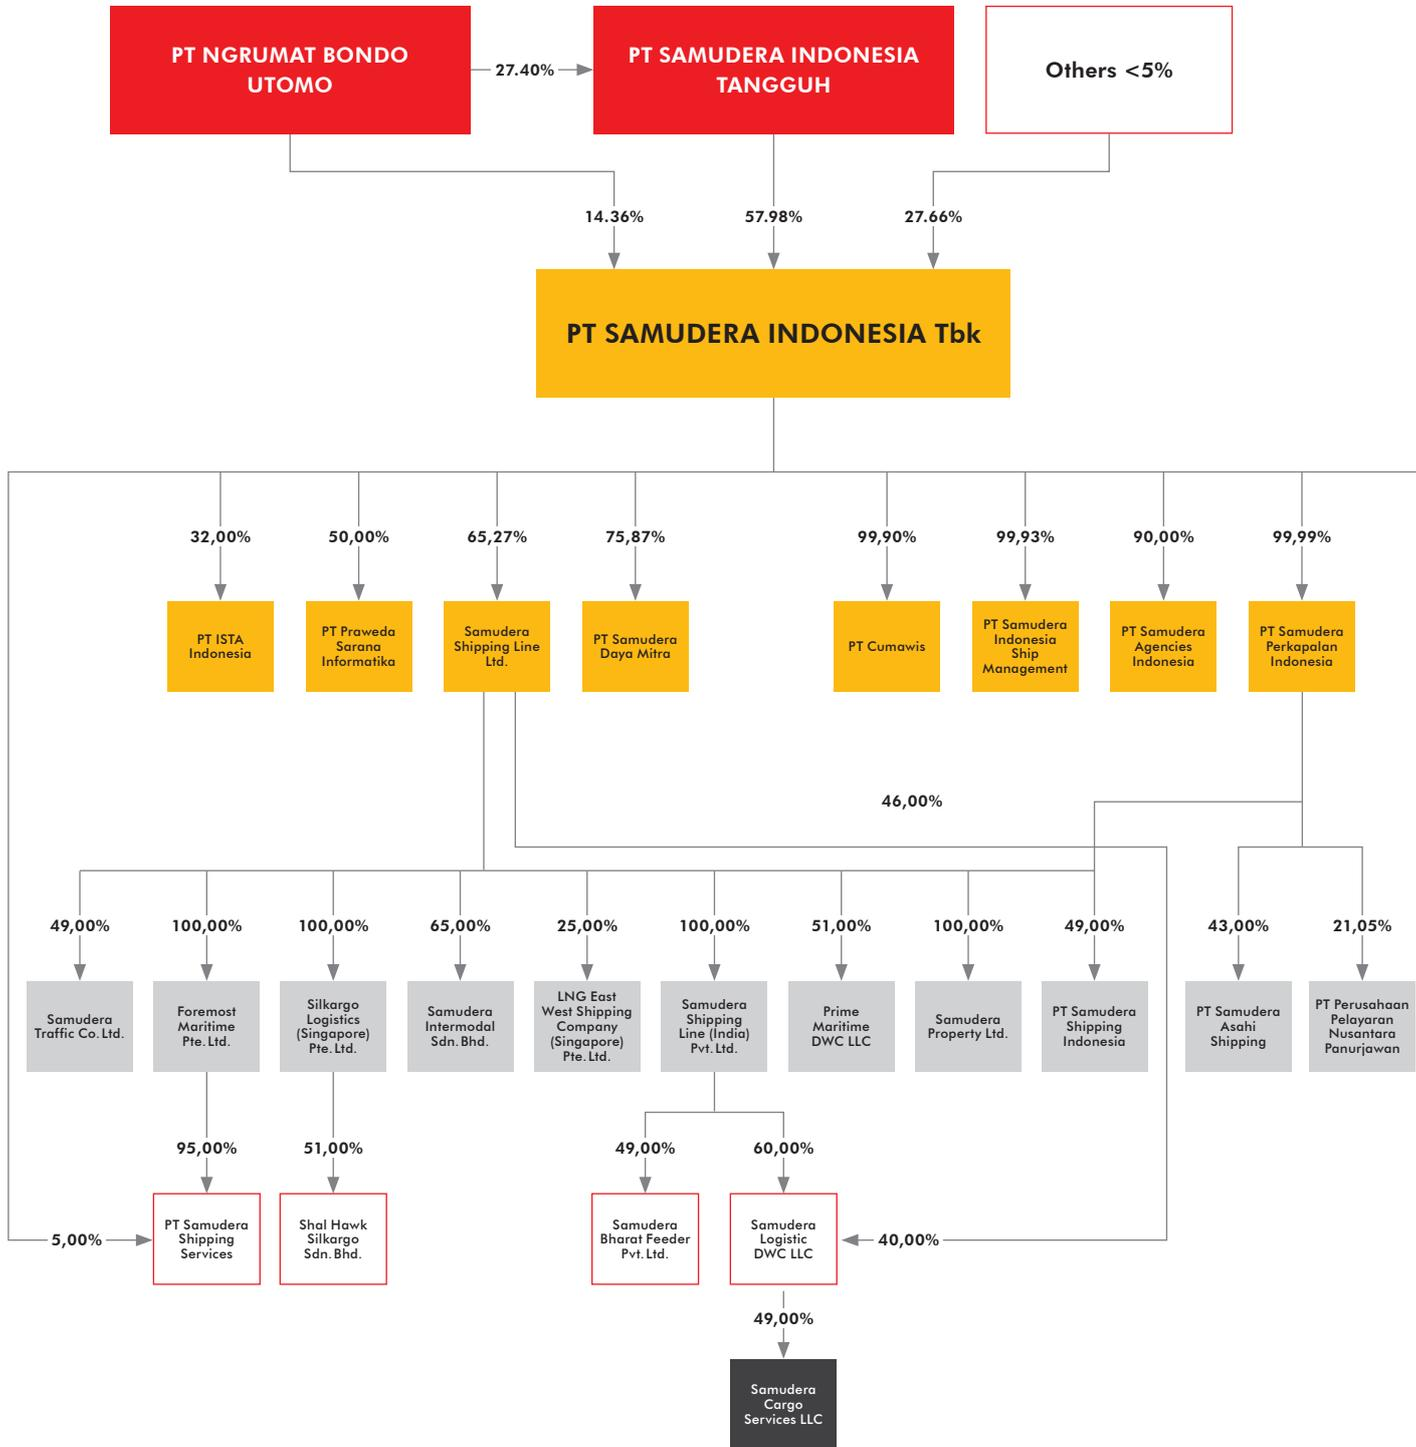 PT NGRUMAT BONDO
UTOMO
27.40%
PT SAMUDERA INDONESIA
TANGGUH
Others <5%
14.36%
57.98%
27.66%
PT SAMUDERA INDONESIA Tbk
32,00%
50,00%
65,27%
75,87%
99,90%
99,93%
90,00%
99,99%
PT ISTA
Indonesia
PT Praweda
Sarana
Informatika
Samudera
Shipping Line
Ltd.
PT Samudera
Daya Mitra
PT Cumawis
PT Samudera
Indonesia
Ship
Management
PT Samudera
Agencies
Indonesia
PT Samudera
Perkapalan
Indonesia
46,00%
49,00%
100,00%
100,00%
65,00%
25,00%
100,00%
51,00%
100,00%
49,00%
43,00%
21,05%
Samudera
Traffic Co. Ltd.
Foremost
Maritime
Pte. Ltd.
Silkargo
Logistics
(Singapore)
Pte. Ltd.
Samudera
Intermodal
Sdn. Bhd.
LNG East
West Shipping
Company
(Singapore)
Pte. Ltd.
Samudera
Shipping
Line (India)
Pvt. Ltd.
Prime
Maritime
DWC LLC
Samudera
Property Ltd.
PT Samudera
Shipping
Indonesia
PT Samudera
Asahi
Shipping
PT Perusahaan
Pelayaran
Nusantara
Panurjawan
95,00%
51,00%
49,00%
60,00%
5,00%
PT Samudera
Shipping
Services
Shal Hawk
Silkargo
Sdn. Bhd.
Samudera
Bharat Feeder
Pvt. Ltd.
Samudera
Logistic
DWC LLC
40,00%
49,00%
Samudera
Cargo
Services LLC